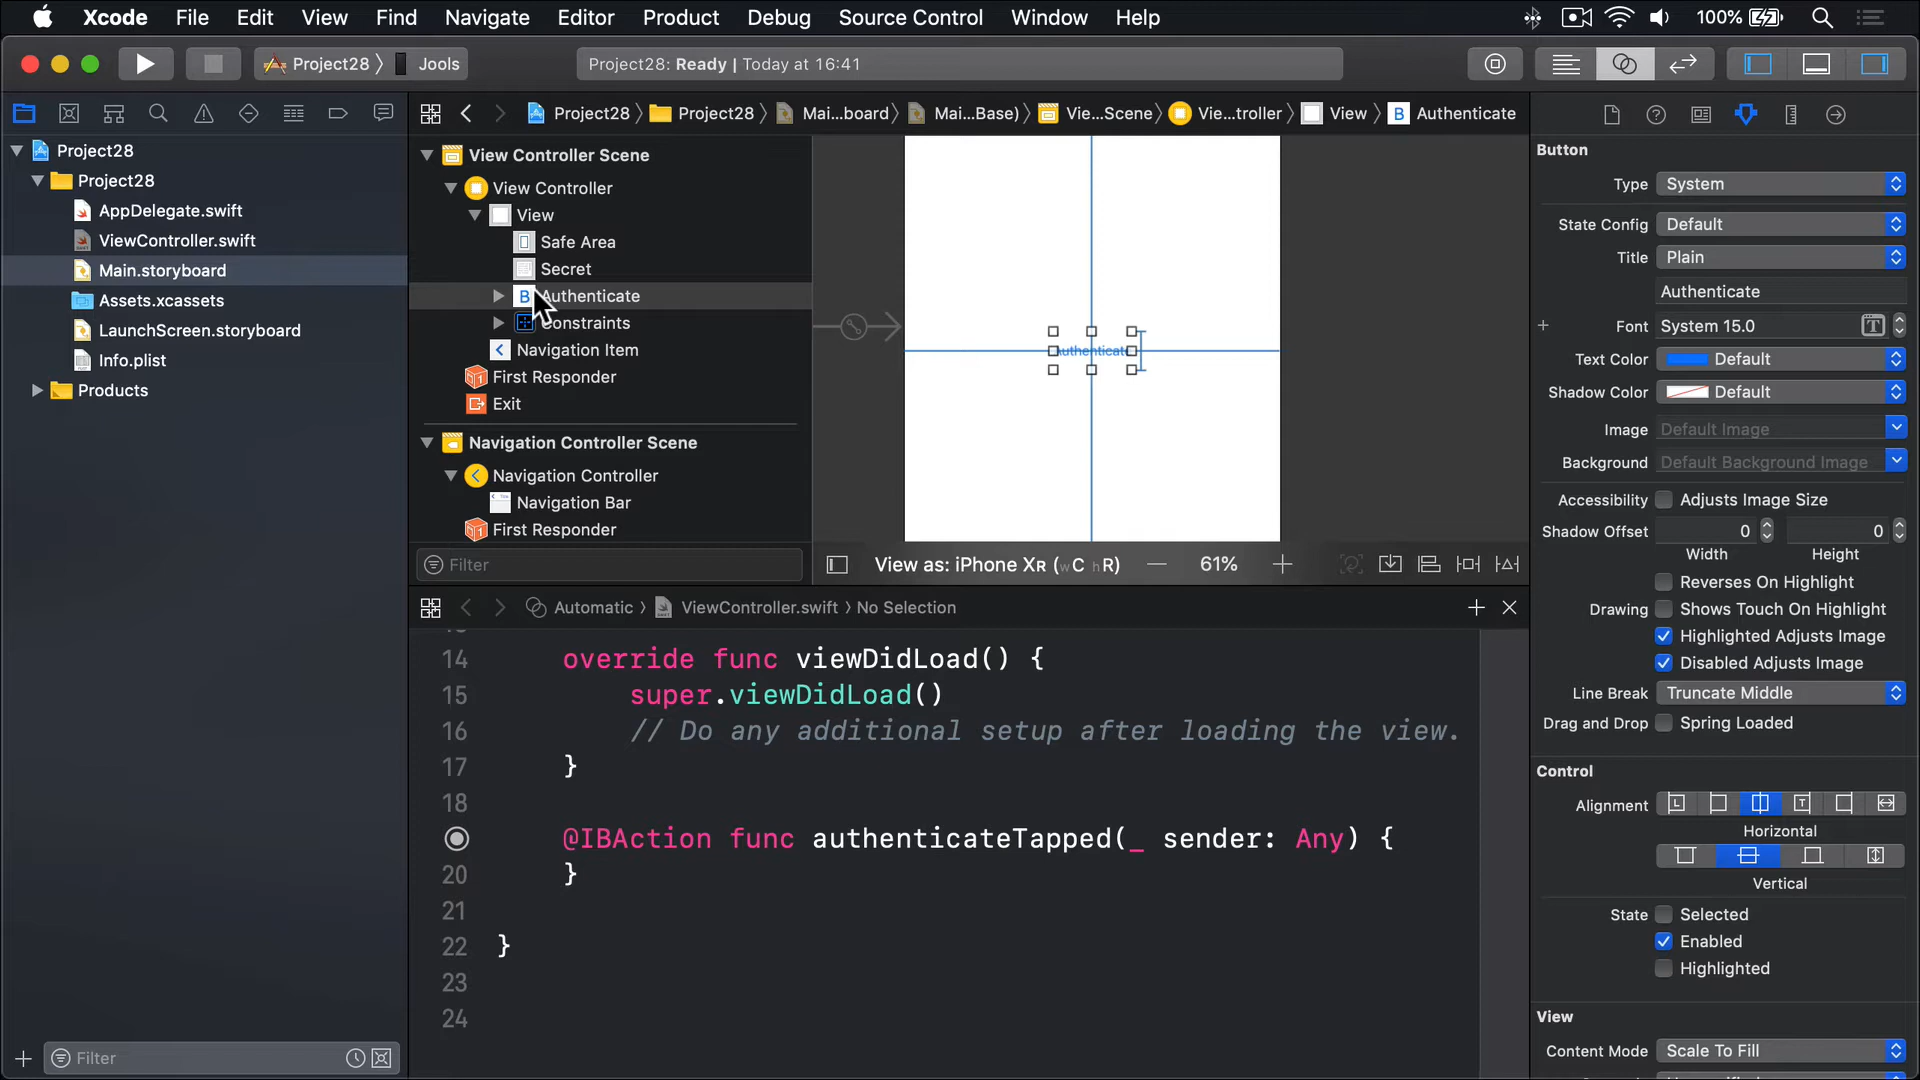 Xcode File Edit View Find Navigate Editor Product Debug Source Control Window Help 100%
Project28 〉 Jools
Project28: Ready | Today at 16:41
Project28 〉 Project28 〉 Mai...board 〉 Mai...Base) 〉 Vie...Scene 〉 Vie...troller 〉 View 〉 B Authenticate
Project28
Project28
AppDelegate.swift
ViewController.swift
Main.storyboard
Assets.xcassets
LaunchScreen.storyboard
Info.plist
Products
Filter
View Controller Scene
View Controller
View
Safe Area
Secret
B Authenticate
Constraints
Navigation Item
First Responder
Exit
Navigation Controller Scene
Navigation Controller
Navigation Bar
First Responder
Filter
Authenticate
View as: iPhone XR (wC hR) — 61% +
Automatic 〉 ViewController.swift 〉 No Selection
14 override func viewDidLoad() {
15 super.viewDidLoad()
16 // Do any additional setup after loading the view.
17 }
18
@IBAction func authenticateTapped(_ sender: Any) {
20 }
21
22 }
23
24
Button
Type System
State Config Default
Title Plain
Authenticate
Font System 15.0
Text Color Default
Shadow Color Default
Image Default Image
Background Default Background Image
Accessibility Adjusts Image Size
Shadow Offset 0 0
Width Height
Reverses On Highlight
Drawing Shows Touch On Highlight
Highlighted Adjusts Image
Disabled Adjusts Image
Line Break Truncate Middle
Drag and Drop Spring Loaded
Control
Alignment
Horizontal
Vertical
State Selected
Enabled
Highlighted
View
Content Mode Scale To Fill